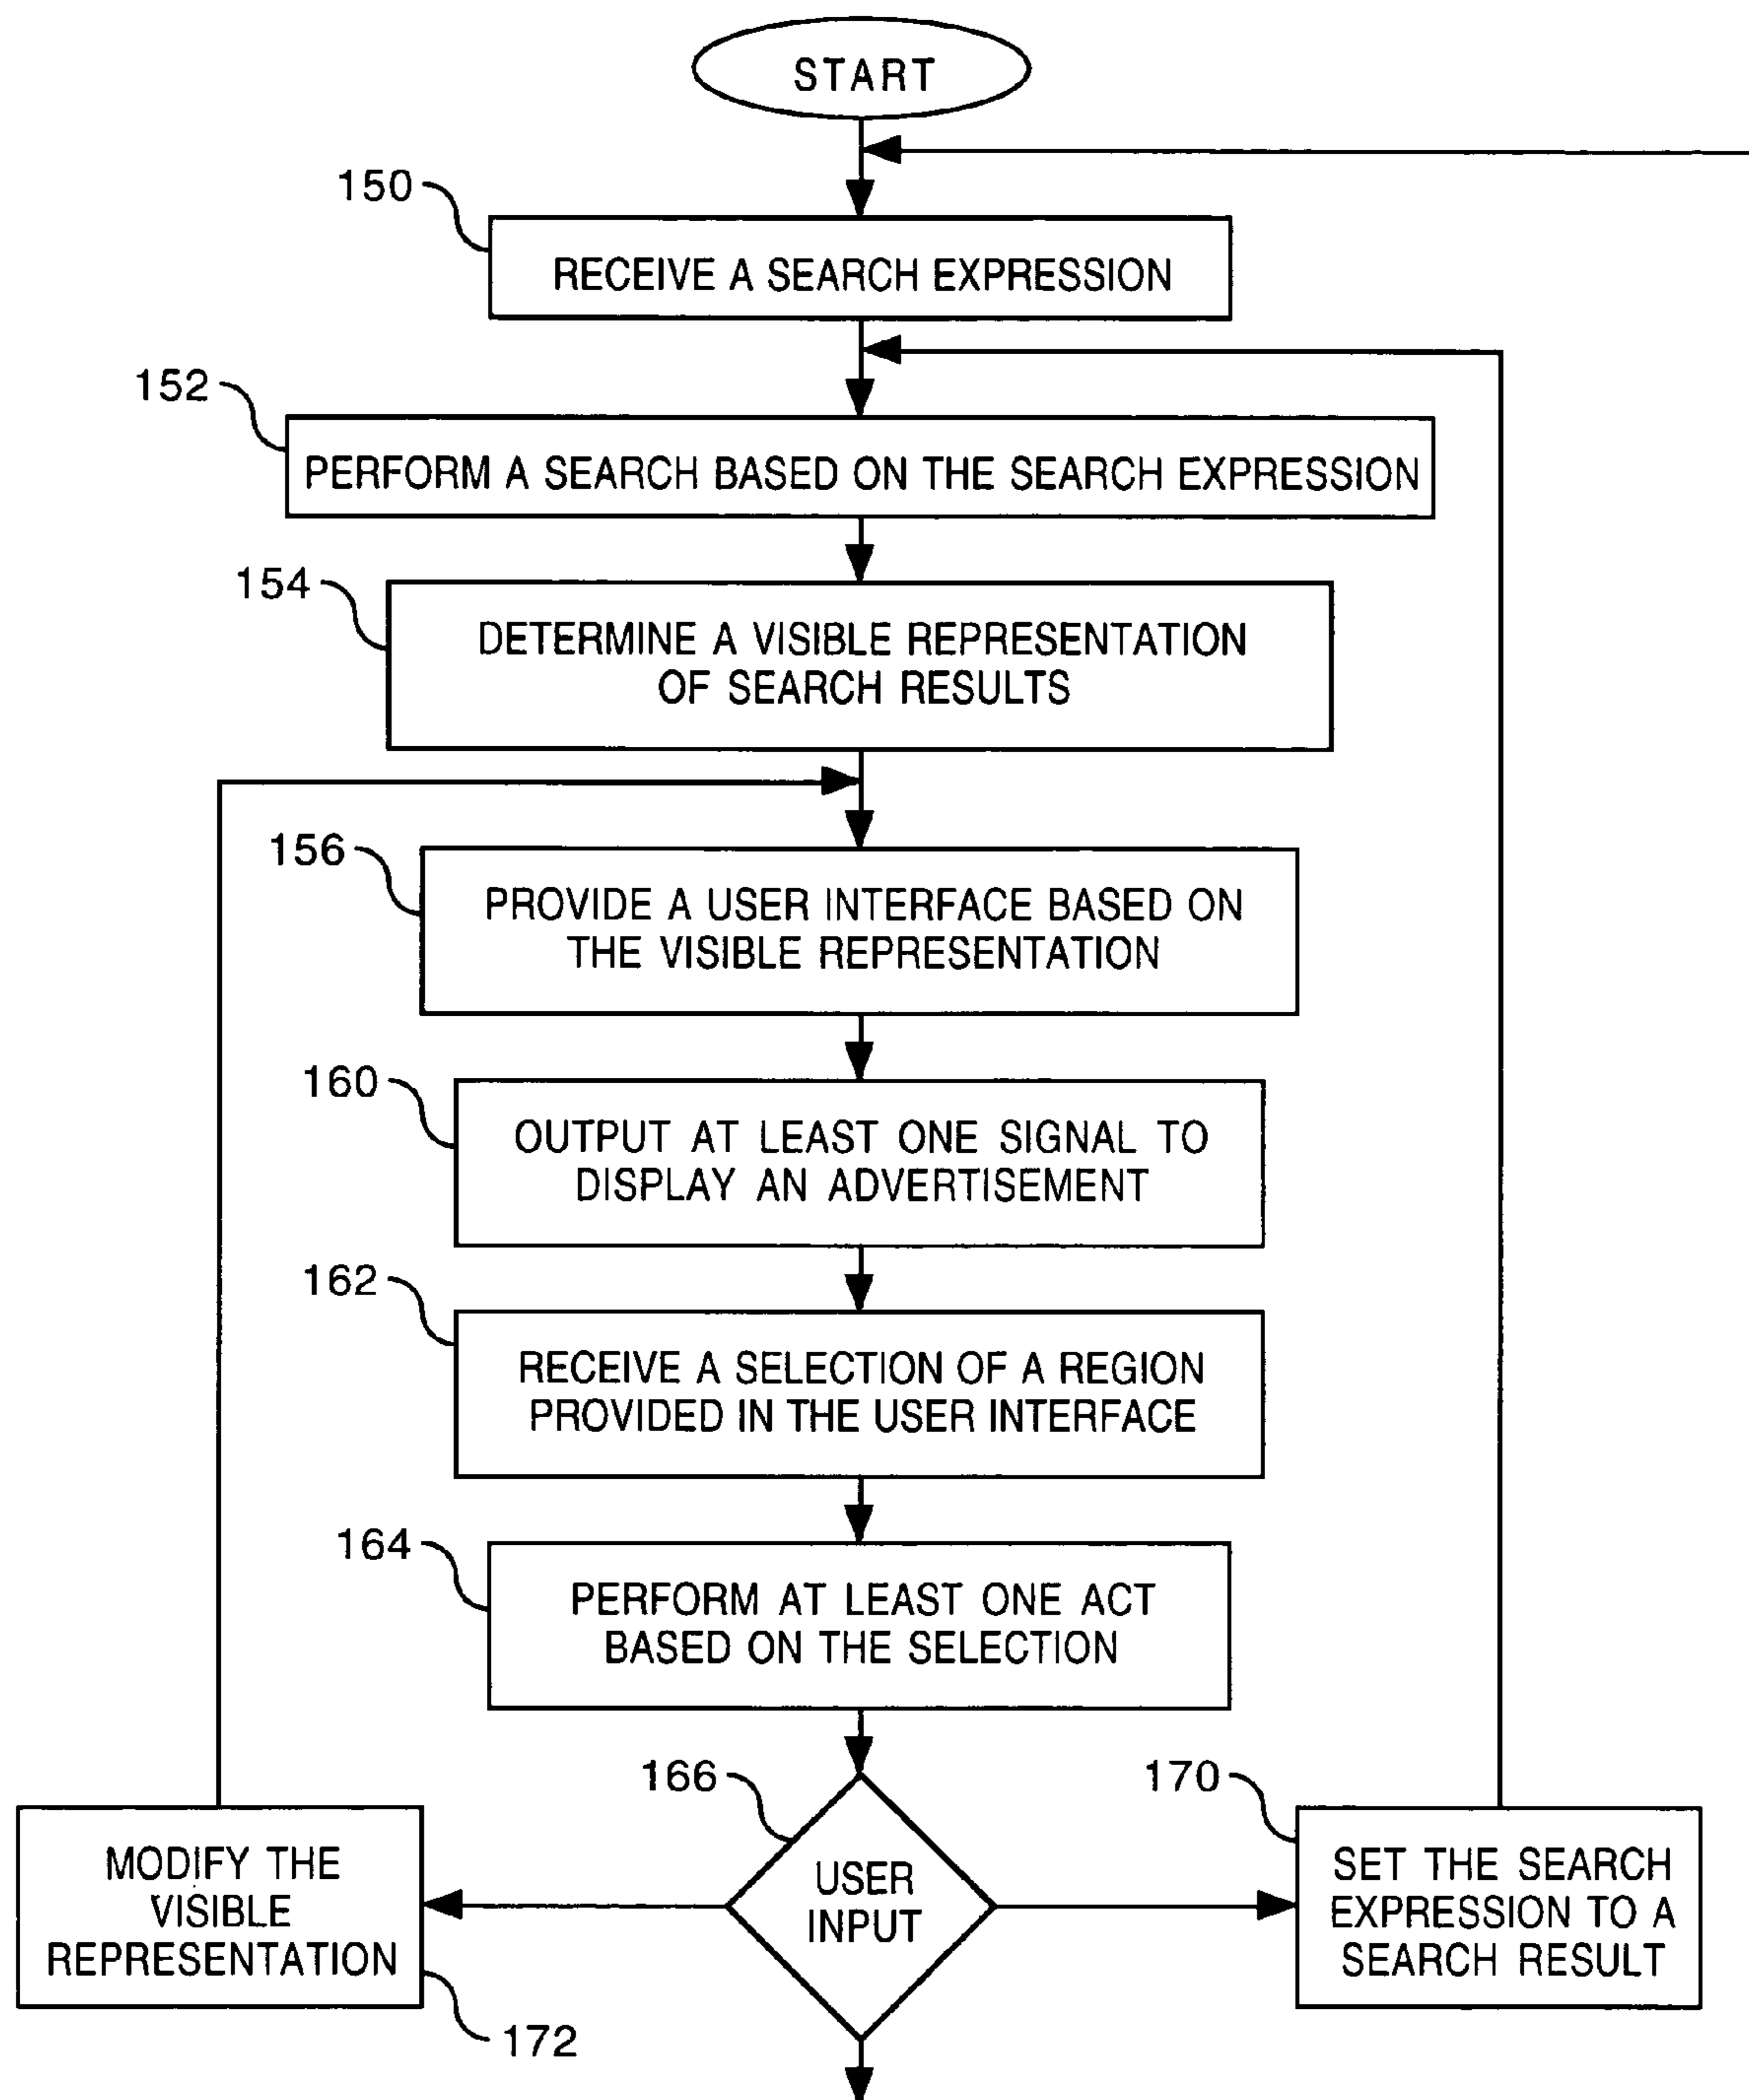 START
150
RECEIVE A SEARCH EXPRESSION
152
PERFORM A SEARCH BASED ON THE SEARCH EXPRESSION
154
DETERMINE A VISIBLE REPRESENTATION
OF SEARCH RESULTS
156
PROVIDE A USER INTERFACE BASED ON
THE VISIBLE REPRESENTATION
160
OUTPUT AT LEAST ONE SIGNAL TO
DISPLAY AN ADVERTISEMENT
162
RECEIVE A SELECTION OF A REGION
PROVIDED IN THE USER INTERFACE
164
PERFORM AT LEAST ONE ACT
BASED ON THE SELECTION
166
USER
INPUT
170
SET THE SEARCH
EXPRESSION TO A
SEARCH RESULT
MODIFY THE
VISIBLE
REPRESENTATION
172